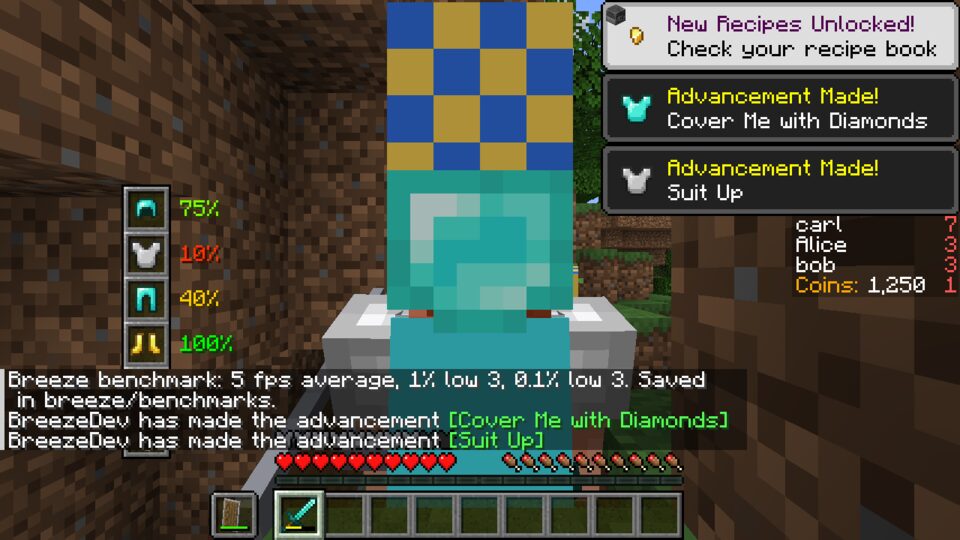 New Recipes Unlocked!
Check your recipe book
Advancement Made!
Cover Me with Diamonds
Advancement Made!
Suit Up
75%
10%
40%
100%
carl 7
Alice 3
bob 3
Coins: 1,250 1
Breeze benchmark: 5 fps average, 1% low 3, 0.1% low 3. Saved
in breeze/benchmarks.
BreezeDev has made the advancement [Cover Me with Diamonds]
BreezeDev has made the advancement [Suit Up]